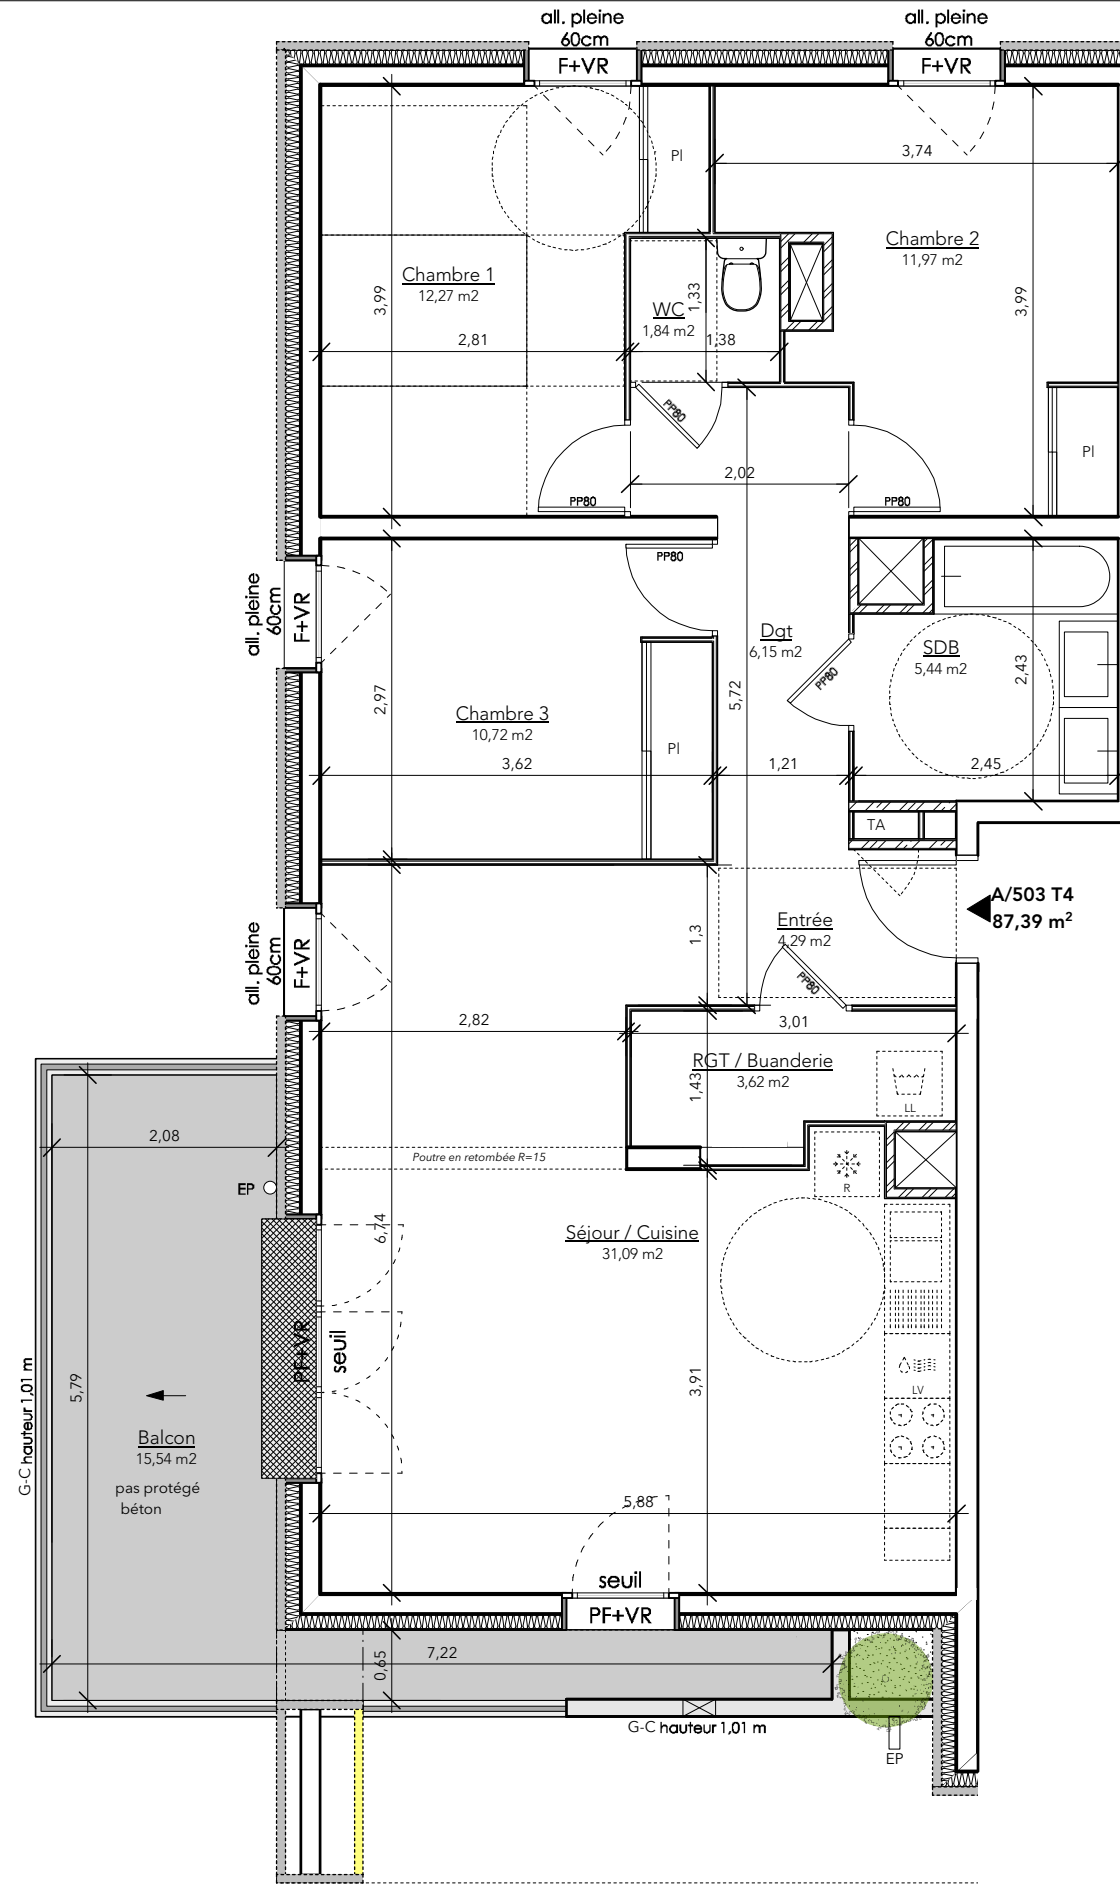 all. pleine
60cm
F+VR
all. pleine
60cm
F+VR
Pl
3,74
Chambre 1
12,27 m2
3,99
2,81
WC
1,84 m2
1,33
1,38
Chambre 2
11,97 m2
3,99
PP80
2,02
PP80
PP80
Pl
all. pleine
60cm
F+VR
PP80
Dgt
6,15 m2
PP80
SDB
5,44 m2
2,43
Chambre 3
10,72 m2
2,97
3,62
Pl
5,72
1,21
2,45
TA
A/503 T4
87,39 m²
all. pleine
60cm
F+VR
1,3
Entrée
4,29 m2
PP80
2,82
3,01
RGT / Buanderie
3,62 m2
1,43
LL
2,08
Poutre en retombée R=15
R
EP
6,74
Séjour / Cuisine
31,09 m2
PF+VR
seuil
LV
3,91
G-C hauteur 1,01 m
5,79
Balcon
15,54 m2
pas protégé
béton
5,88
seuil
PF+VR
7,22
0,65
G-C hauteur 1,01 m
EP